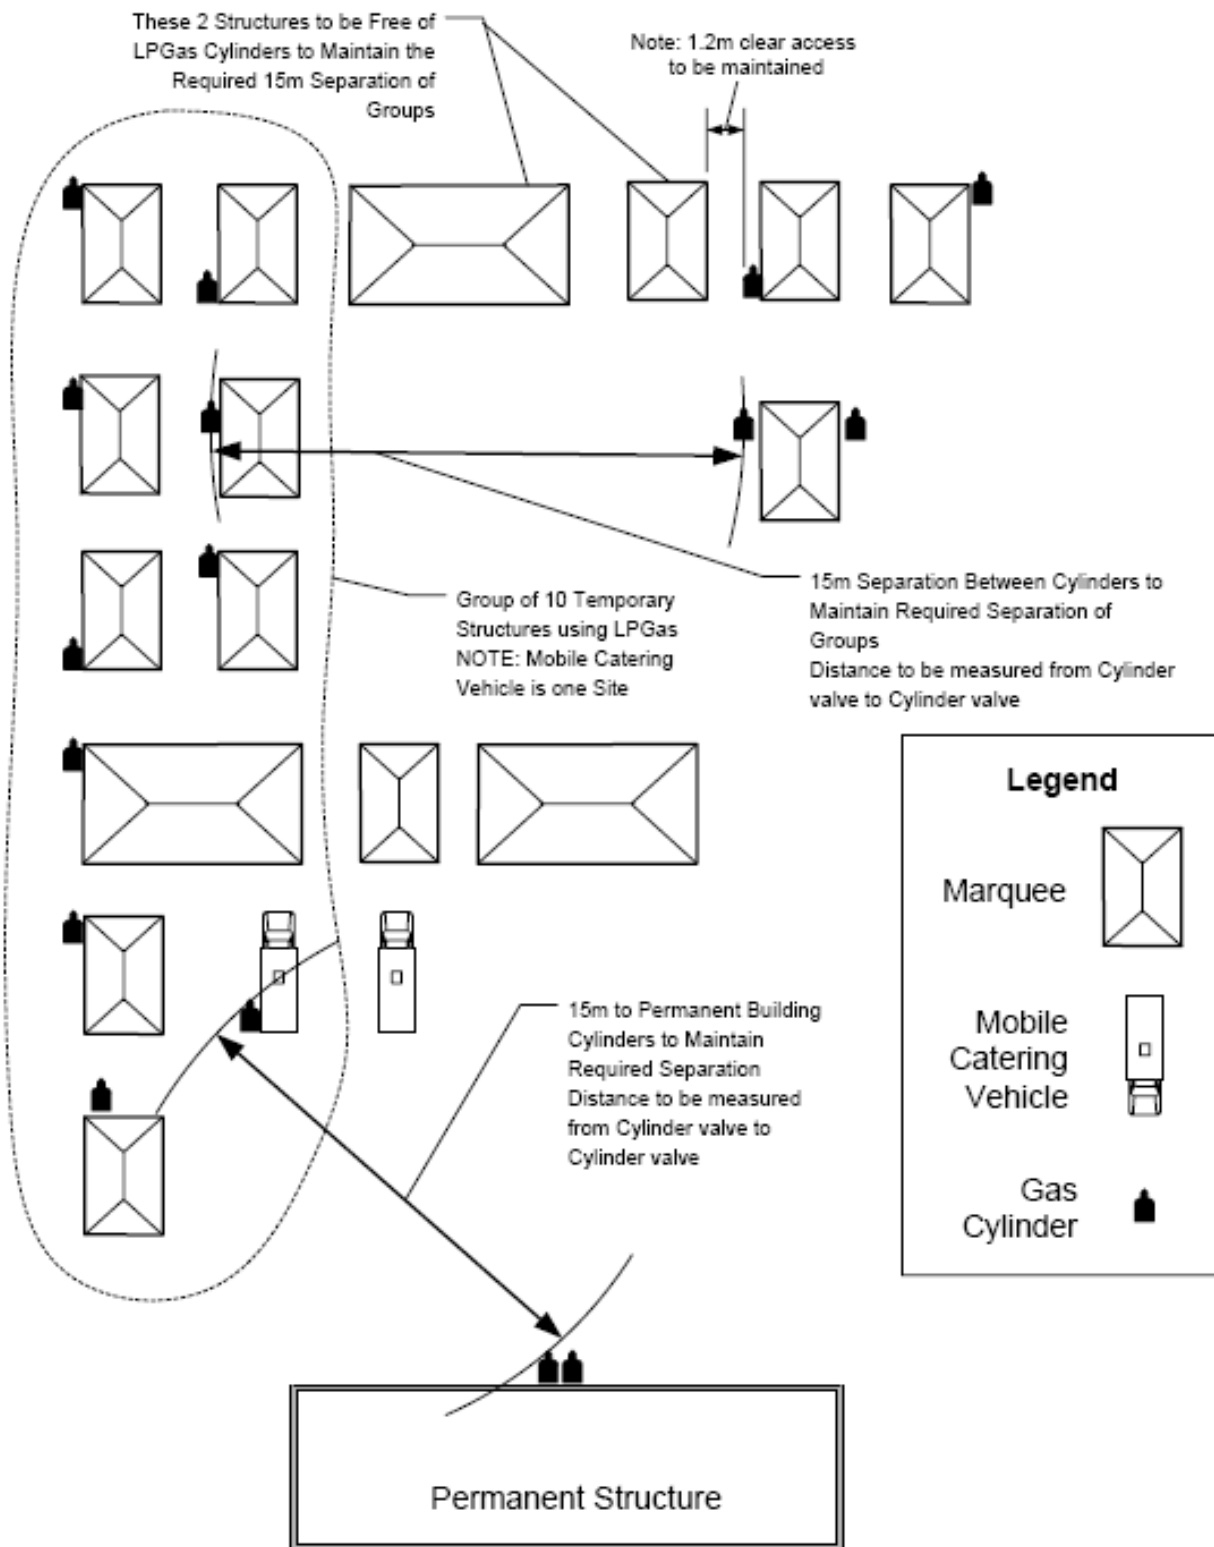 These 2 Structures to be Free of
LPGas Cylinders to Maintain the
Required 15m Separation of
Groups
Note: 1.2m clear access
to be maintained
15m Separation Between Cylinders to
Maintain Required Separation of
Groups
Distance to be measured from Cylinder
valve to Cylinder valve
Group of 10 Temporary
Structures using LPGas
NOTE: Mobile Catering
Vehicle is one Site
Legend
Marquee
Mobile
Catering
Vehicle
Gas
Cylinder
15m to Permanent Building
Cylinders to Maintain
Required Separation
Distance to be measured
from Cylinder valve to
Cylinder valve
Permanent Structure